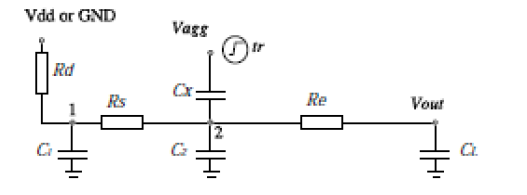 Vdd or GND
Vagg
tr
Rd
Cx
1
Rs
Re
Vout
2
C1
C2
CL